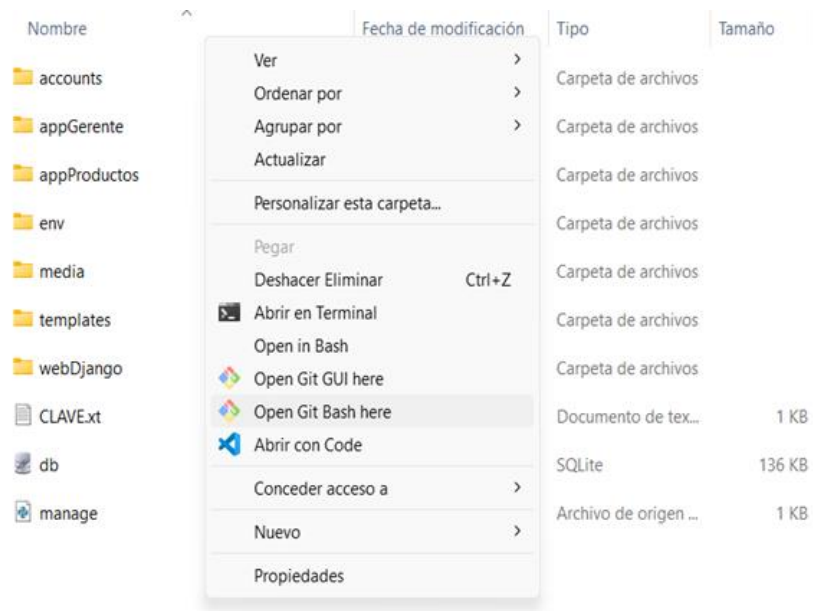 Nombre Fecha de modificación Tipo Tamaño
accounts Carpeta de archivos
appGerente Carpeta de archivos
appProductos Carpeta de archivos
env Carpeta de archivos
media Carpeta de archivos
templates Carpeta de archivos
webDjango Carpeta de archivos
CLAVE.xt Documento de tex... 1 KB
db SQLite 136 KB
manage Archivo de origen ... 1 KB
Ver
Ordenar por
Agrupar por
Actualizar
Personalizar esta carpeta...
Pegar
Deshacer Eliminar Ctrl+Z
Abrir en Terminal
Open in Bash
Open Git GUI here
Open Git Bash here
Abrir con Code
Conceder acceso a
Nuevo
Propiedades